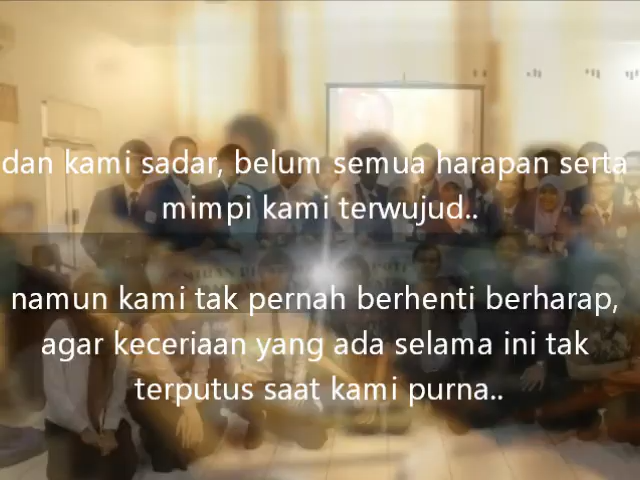 dan kami sadar, belum semua harapan serta
mimpi kami terwujud..
namun kami tak pernah berhenti berharap,
agar keceriaan yang ada selama ini tak
terputus saat kami purna..